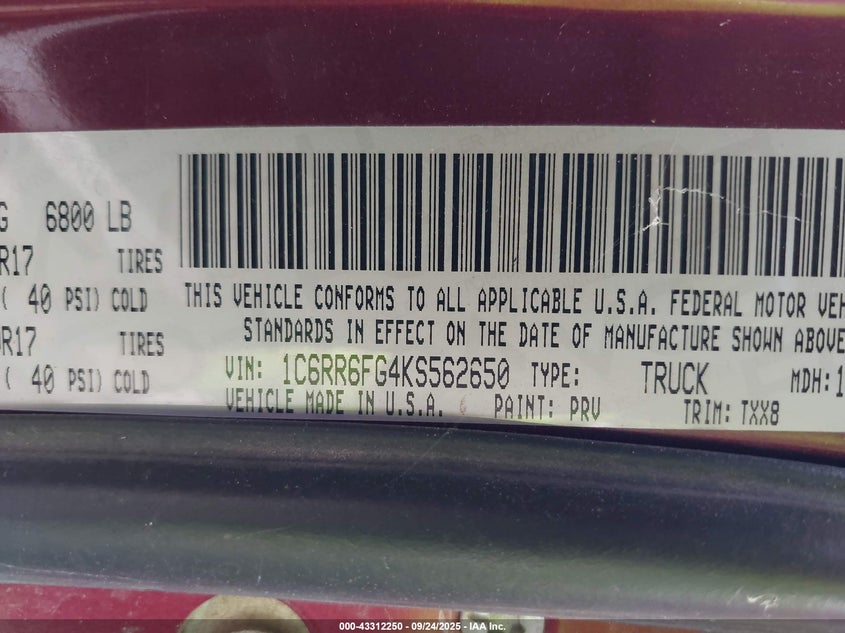 G 6800 LB
R17 TIRES
( 40 PSI) COLD
THIS VEHICLE CONFORMS TO ALL APPLICABLE U.S.A. FEDERAL MOTOR VEH
STANDARDS IN EFFECT ON THE DATE OF MANUFACTURE SHOWN ABOVE
R17 TIRES
( 40 PSI) COLD
VIN: 1C6RR6FG4KS562650 TYPE: TRUCK MDH: 1
VEHICLE MADE IN U.S.A. PAINT: PRV TRIM: TXX8
000-43312250 - 09/24/2025 - IAA Inc.